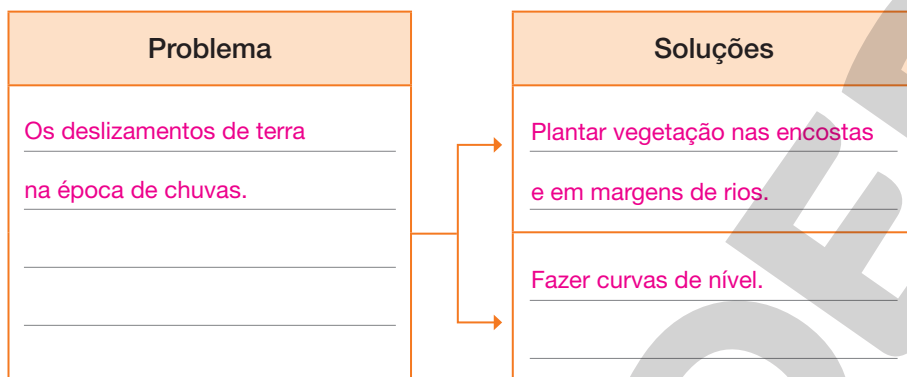 Problema
Os deslizamentos de terra
na época de chuvas.
Soluções
Plantar vegetação nas encostas
e em margens de rios.
Fazer curvas de nível.